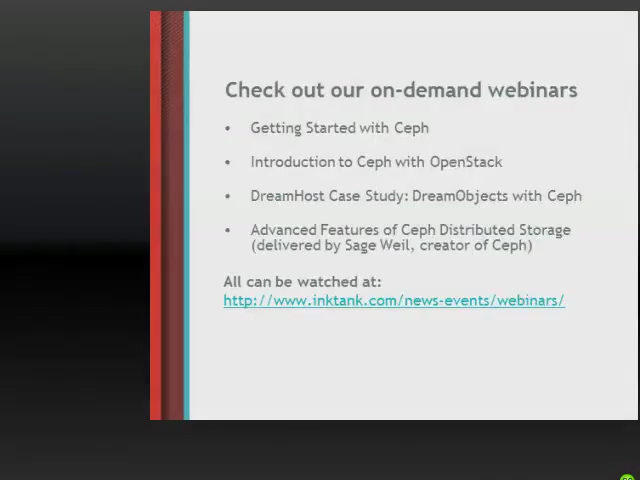 Check out our on-demand webinars
• Getting Started with Ceph
• Introduction to Ceph with OpenStack
• DreamHost Case Study: DreamObjects with Ceph
• Advanced Features of Ceph Distributed Storage
(delivered by Sage Weil, creator of Ceph)
All can be watched at:
http://www.inktank.com/news-events/webinars/